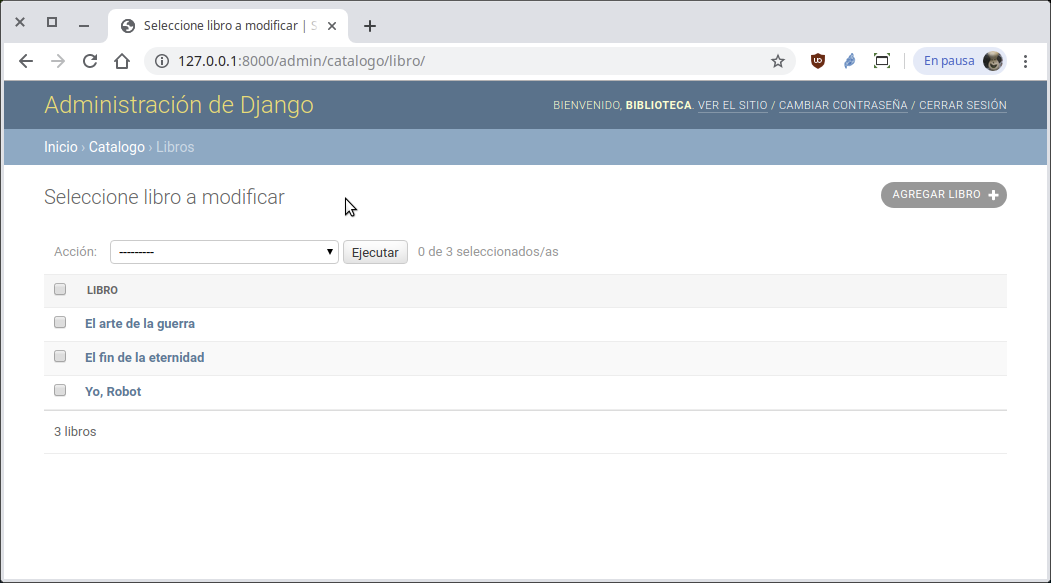 Seleccione libro a modificar | S
127.0.0.1:8000/admin/catalogo/libro/
En pausa
Administración de Django
BIENVENIDO, BIBLIOTECA. VER EL SITIO / CAMBIAR CONTRASEÑA / CERRAR SESIÓN
Inicio › Catalogo › Libros
Seleccione libro a modificar
AGREGAR LIBRO
Acción: --------- Ejecutar 0 de 3 seleccionados/as
LIBRO
El arte de la guerra
El fin de la eternidad
Yo, Robot
3 libros